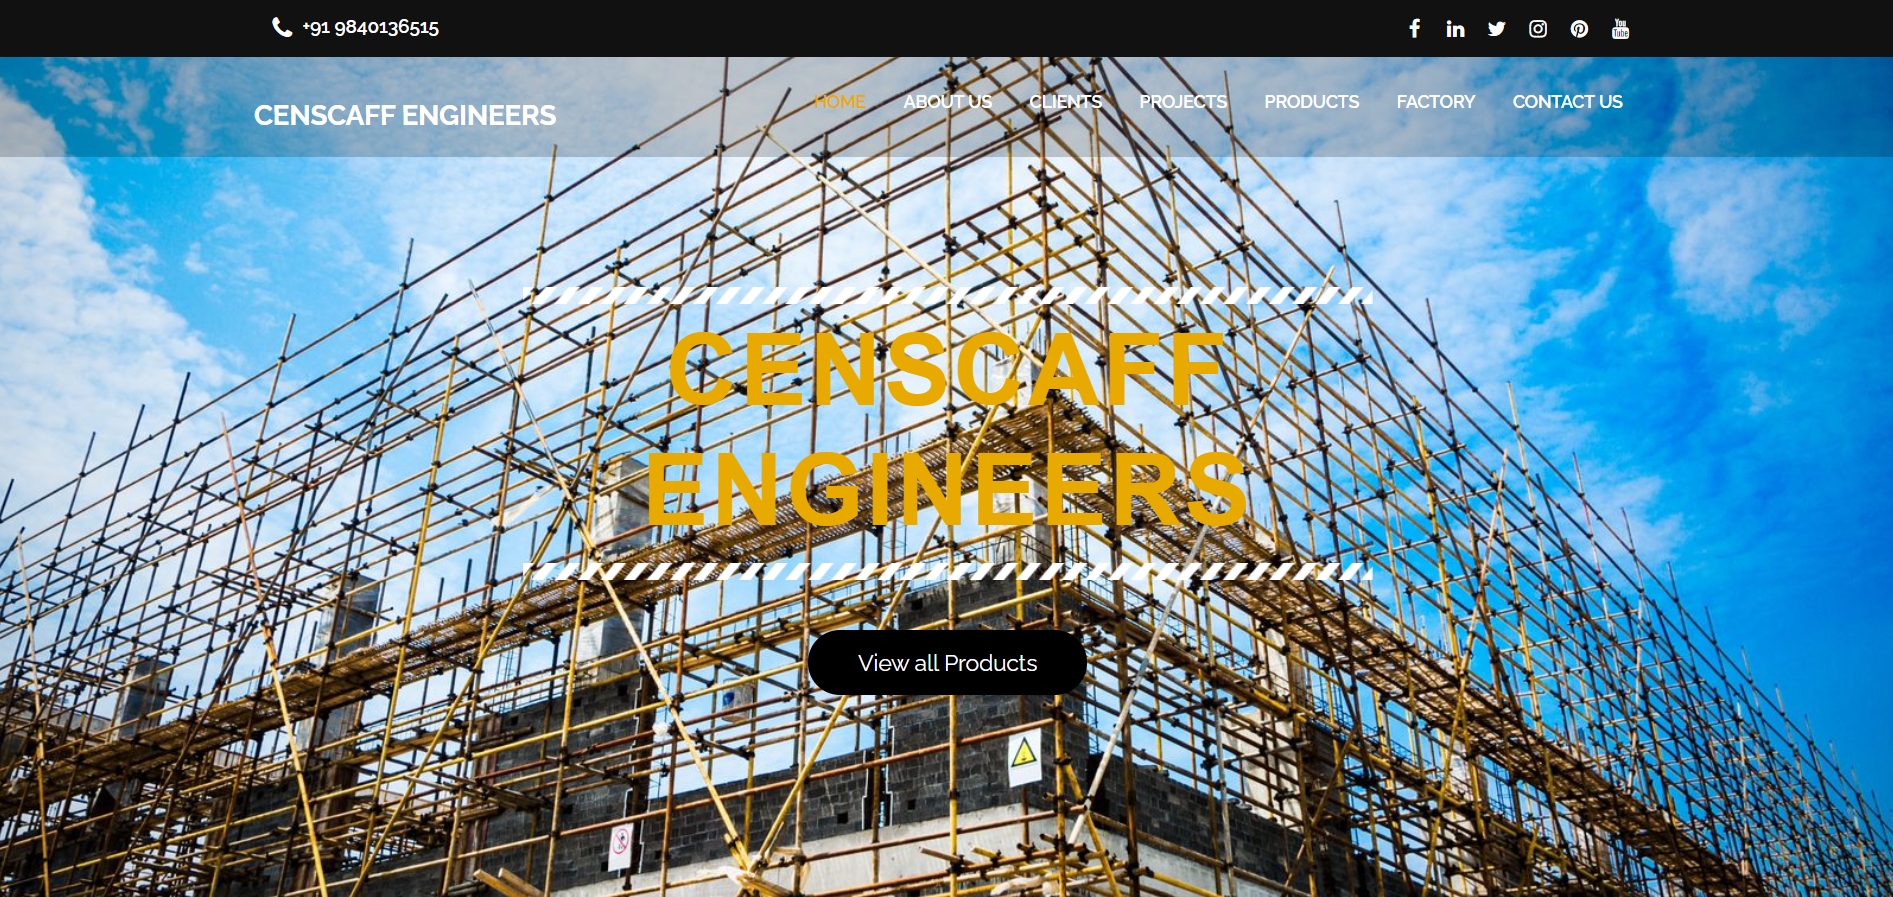 +91 9840136515
CENSCAFF ENGINEERS
HOME ABOUT US CLIENTS PROJECTS PRODUCTS FACTORY CONTACT US
CENSCAFF
ENGINEERS
View all Products